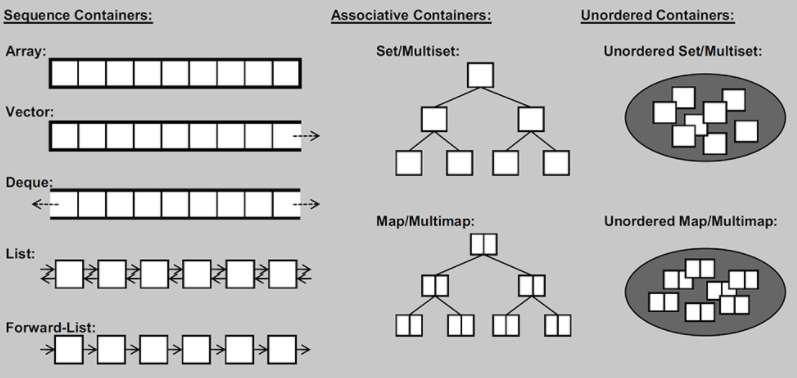 Sequence Containers:
Array:
Vector:
Deque:
List:
Forward-List:
Associative Containers:
Set/Multiset:
Map/Multimap:
Unordered Containers:
Unordered Set/Multiset:
Unordered Map/Multimap: